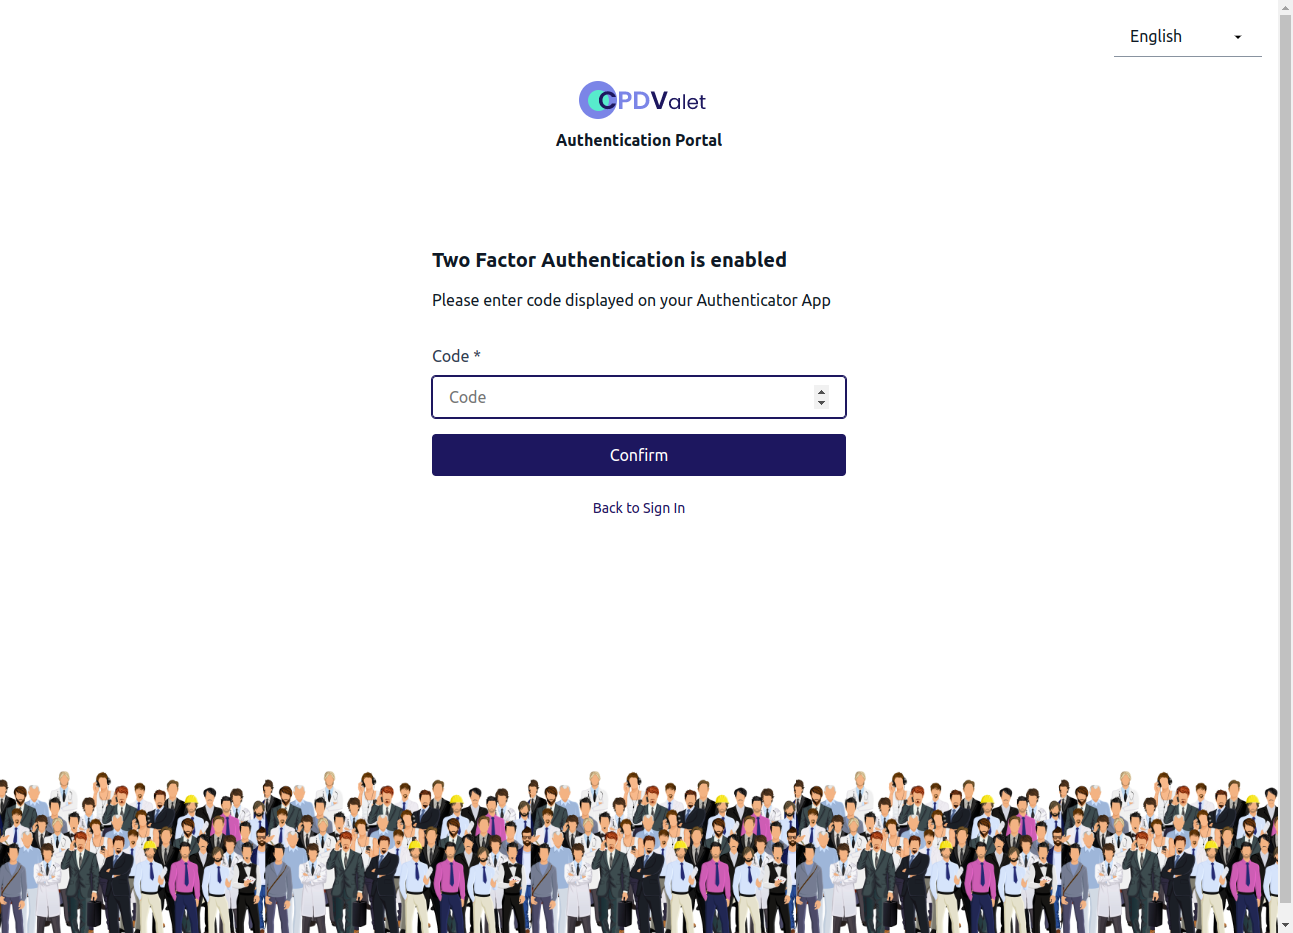 English
CPDValet
Authentication Portal
Two Factor Authentication is enabled
Please enter code displayed on your Authenticator App
Code *
Code
Confirm
Back to Sign In